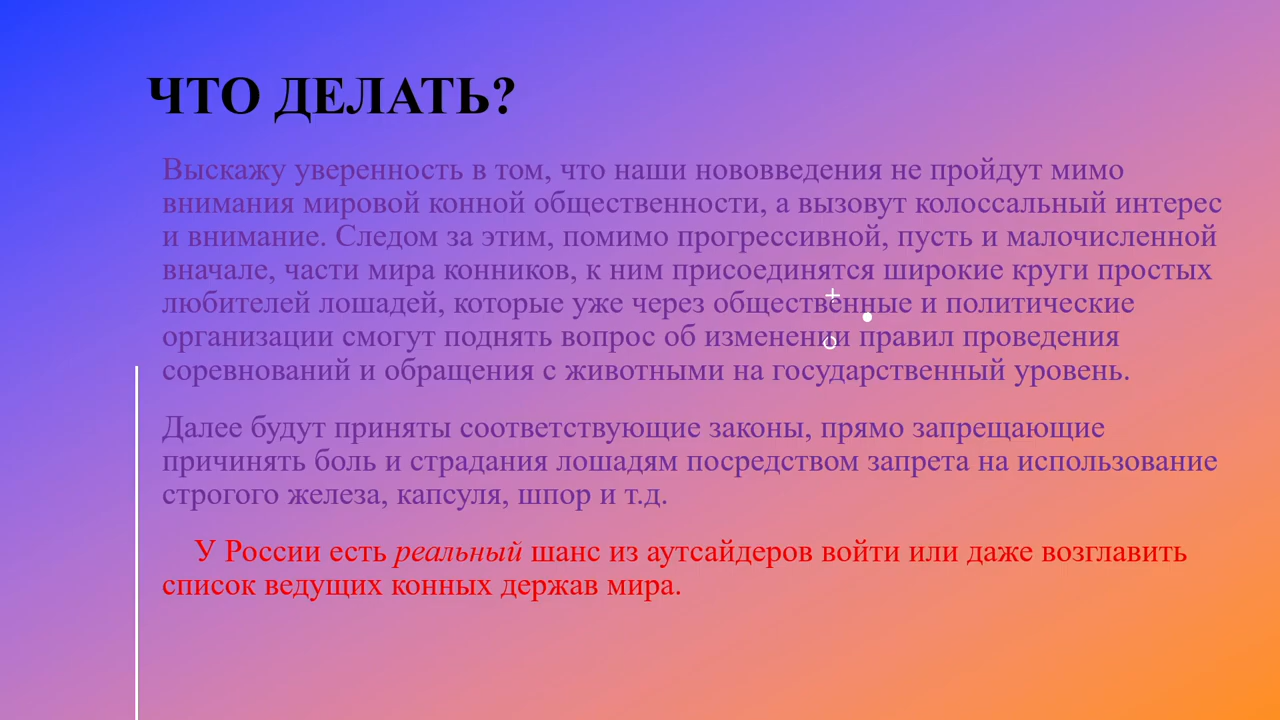 ЧТО ДЕЛАТЬ?
Выскажу уверенность в том, что наши нововведения не пройдут мимо
внимания мировой конной общественности, а вызовут колоссальный интерес
и внимание. Следом за этим, помимо прогрессивной, пусть и малочисленной
вначале, части мира конников, к ним присоединятся широкие круги простых
любителей лошадей, которые уже через общественные и политические
организации смогут поднять вопрос об изменении правил проведения
соревнований и обращения с животными на государственный уровень.
Далее будут приняты соответствующие законы, прямо запрещающие
причинять боль и страдания лошадям посредством запрета на использование
строгого железа, капсуля, шпор и т.д.
У России есть реальный шанс из аутсайдеров войти или даже возглавить
список ведущих конных держав мира.